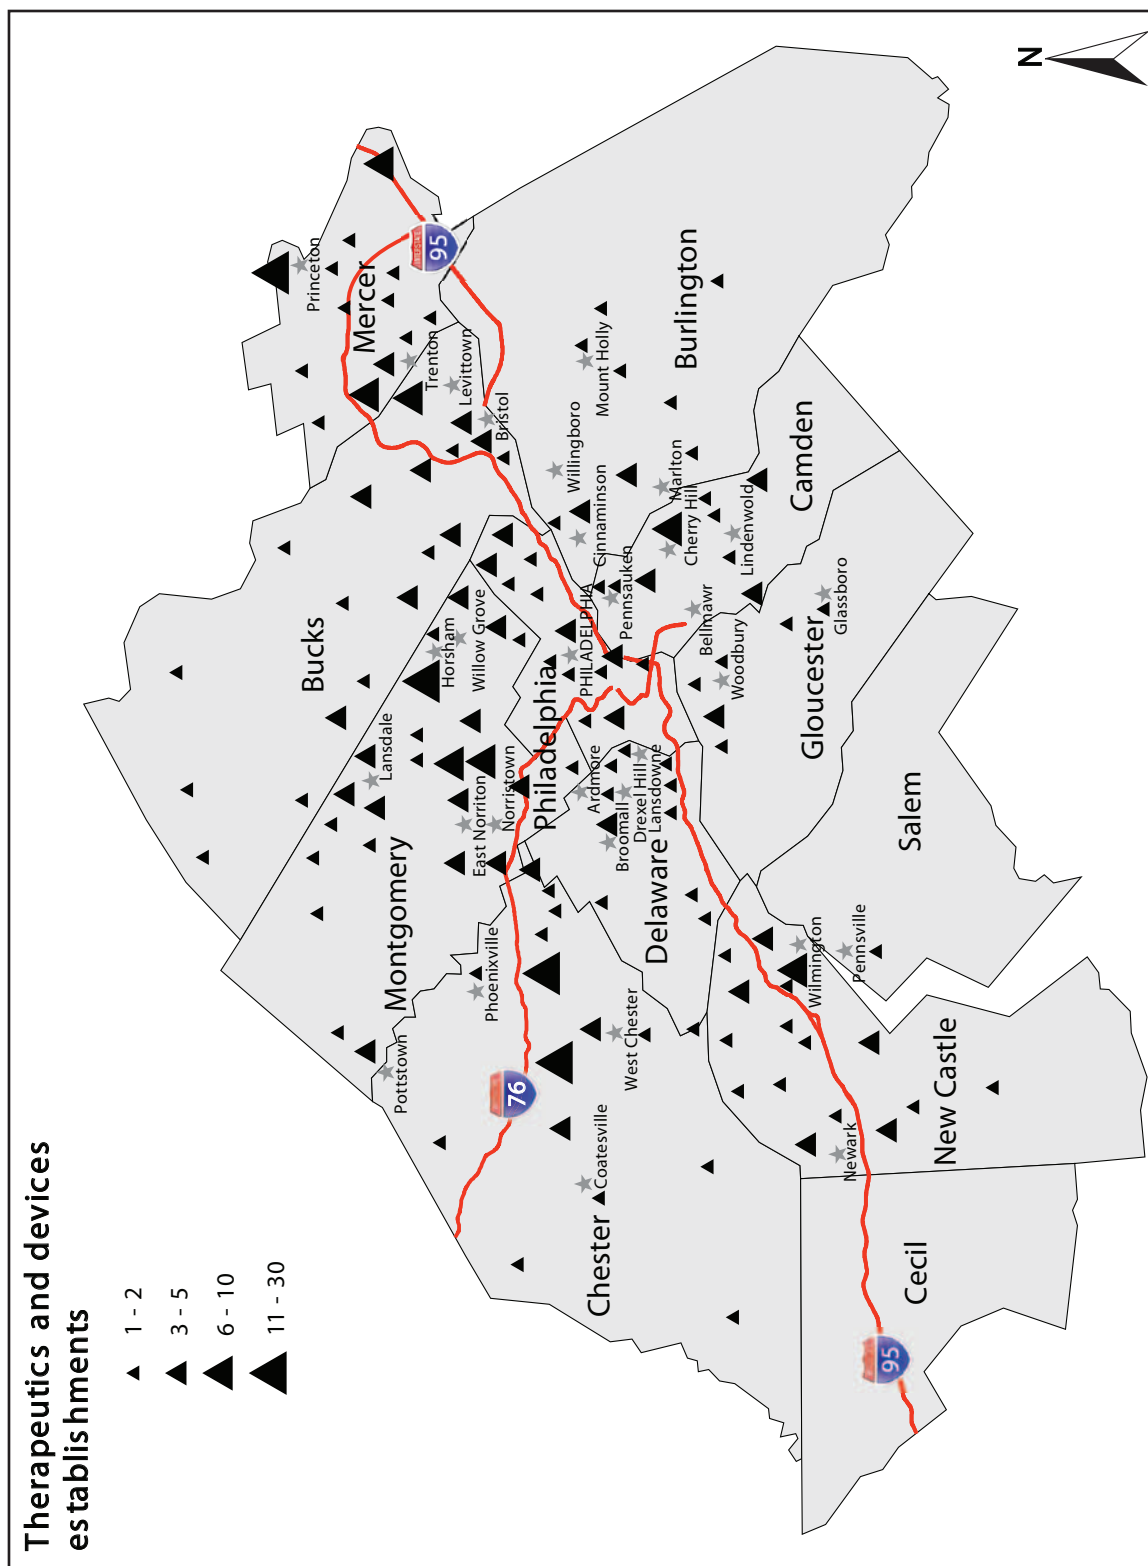 Therapeutics and devices
establishments
1 - 2
3 - 5
6 - 10
11 - 30
N
Bucks
Mercer
Princeton
95
Trenton
Levittown
Bristol
Montgomery
Lansdale
Horsham
Willow Grove
Pottstown
Phoenixville
East Norriton
Norristown
76
Philadelphia
PHILADELPHIA
Burlington
Willingboro
Mount Holly
Cinnaminson
Marlton
Pennsauken
Cherry Hill
Lindenwold
Camden
Bellmawr
Woodbury
Glassboro
Gloucester
Salem
Pennsville
Chester
Coatesville
West Chester
Delaware
Ardmore
Broomall
Drexel Hill
Lansdowne
Wilmington
Newark
New Castle
Cecil
95